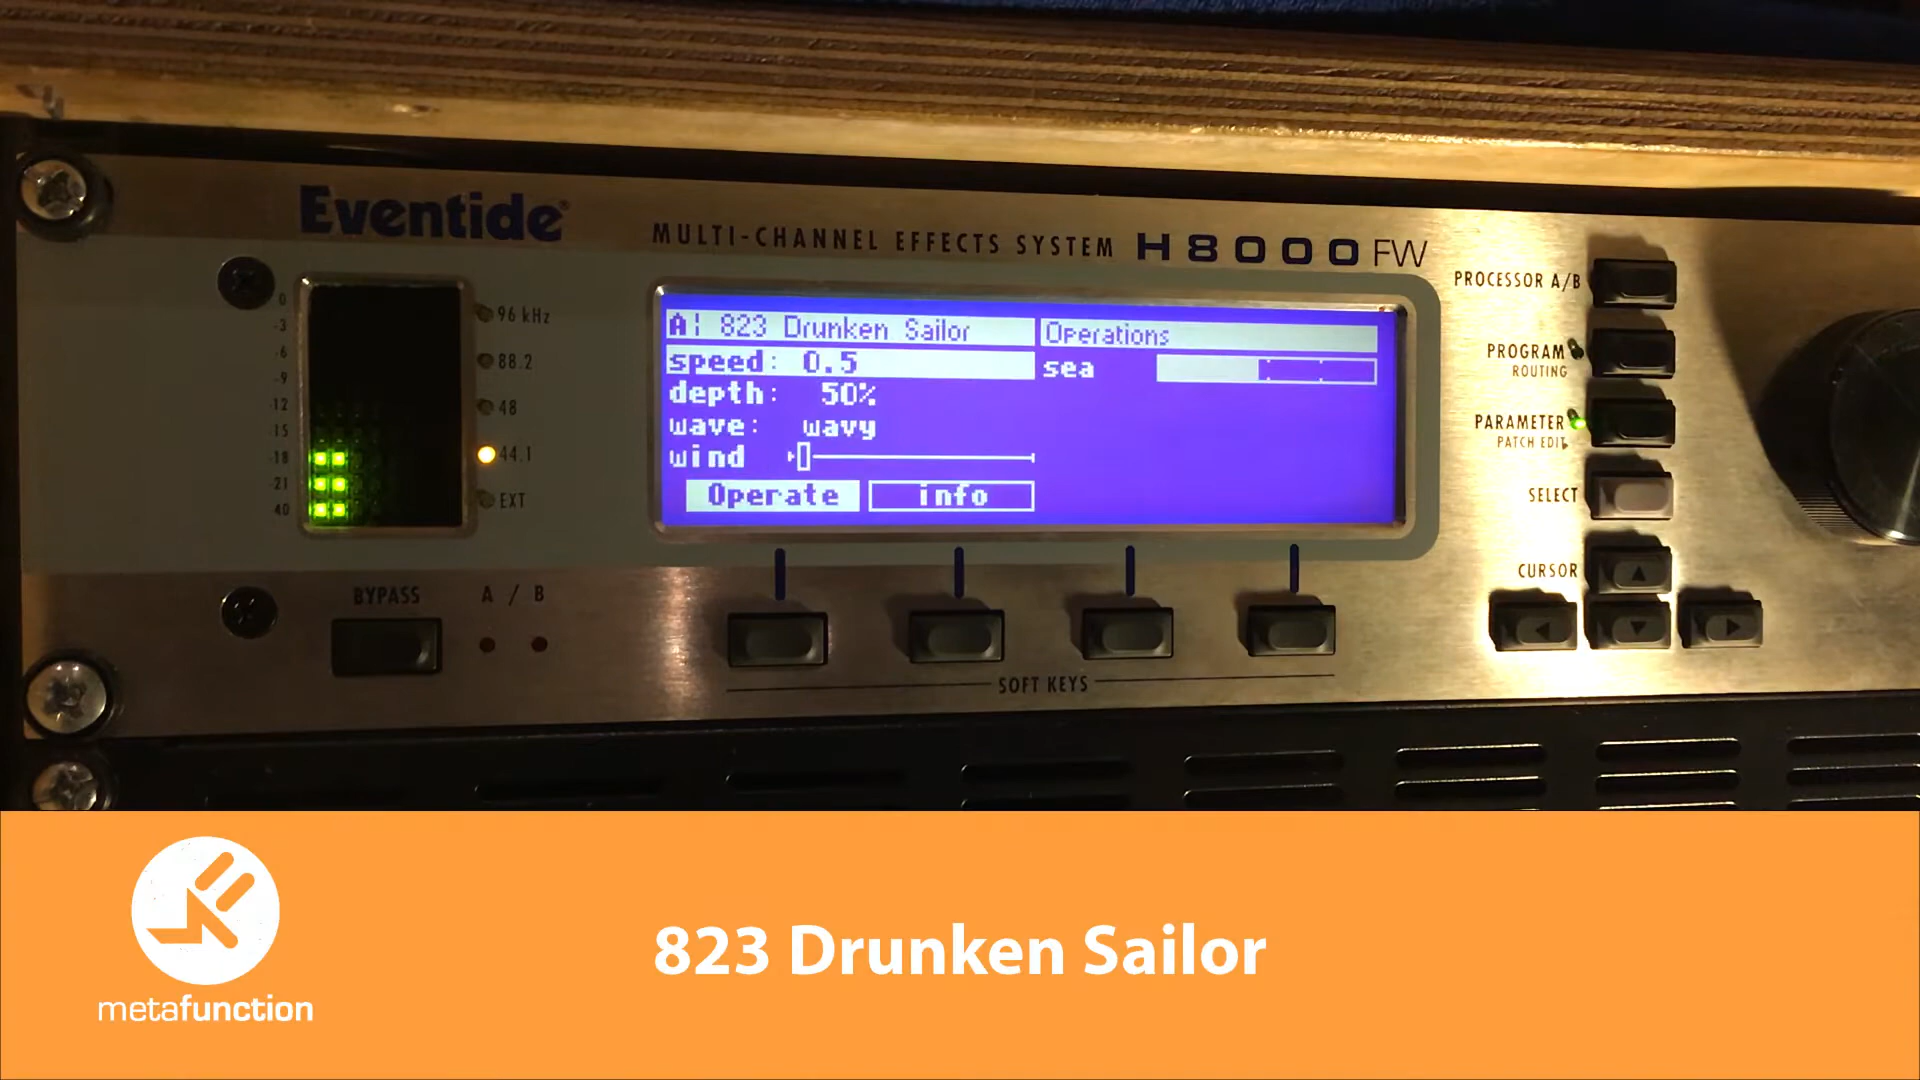 Eventide®
MULTI-CHANNEL EFFECTS SYSTEM H8000FW
0
-3
-6
-9
-12
-15
-18
-21
-40
96 kHz
88.2
48
44.1
EXT
A| 823 Drunken Sailor
Operations
speed: 0.5
sea
depth: 50%
wave: wavy
wind
Operate
info
PROCESSOR A/B
PROGRAM
ROUTING
PARAMETER
PATCH EDIT
SELECT
CURSOR
BYPASS
A / B
SOFT KEYS
823 Drunken Sailor
metafunction